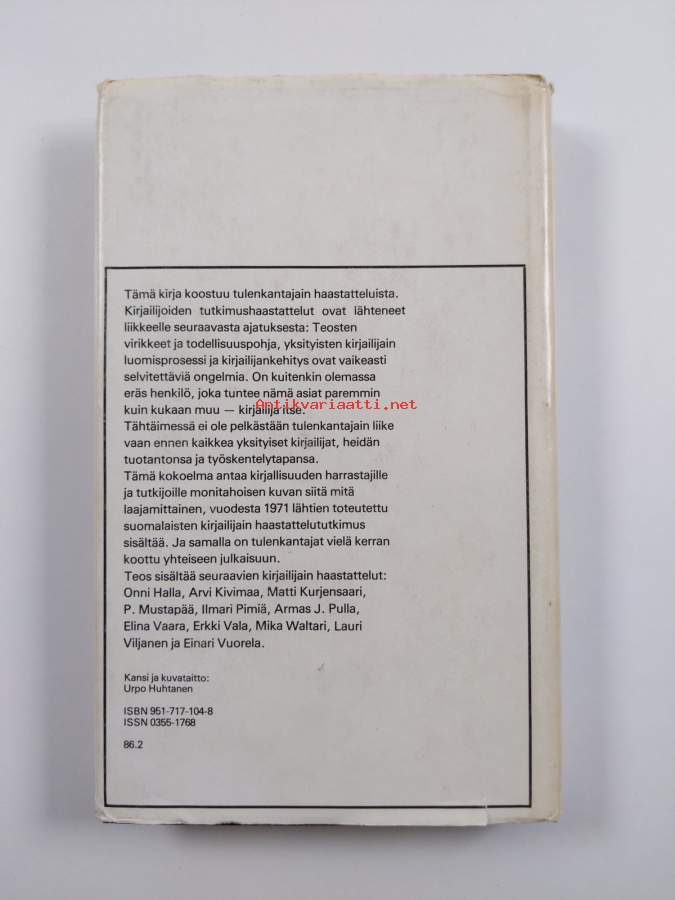 Tämä kirja koostuu tulenkantajain haastatteluista.
Kirjailijoiden tutkimushaastattelut ovat lähteneet
liikkeelle seuraavasta ajatuksesta: Teosten
virikkeet ja todellisuuspohja, yksityisten kirjailijain
luomisprosessi ja kirjailijankehitys ovat vaikeasti
selvitettäviä ongelmia. On kuitenkin olemassa
eräs henkilö, joka tuntee nämä asiat paremmin
kuin kukaan muu — kirjailija itse.
Antikvariaatti.net
Tähtäimessä ei ole pelkästään tulenkantajain liike
vaan ennen kaikkea yksityiset kirjailijat, heidän
tuotantonsa ja työskentelytapansa.
Tämä kokoelma antaa kirjallisuuden harrastajille
ja tutkijoille monitahoisen kuvan siitä mitä
laajamittainen, vuodesta 1971 lähtien toteutettu
suomalaisten kirjailijain haastattelututkimus
sisältää. Ja samalla on tulenkantajat vielä kerran
koottu yhteiseen julkaisuun.
Teos sisältää seuraavien kirjailijain haastattelut:
Onni Halla, Arvi Kivimaa, Matti Kurjensaari,
P. Mustapää, Ilmari Pimiä, Armas J. Pulla,
Elina Vaara, Erkki Vala, Mika Waltari, Lauri
Viljanen ja Einari Vuorela.
Kansi ja kuvataitto:
Urpo Huhtanen
ISBN 951-717-104-8
ISSN 0355-1768
86.2